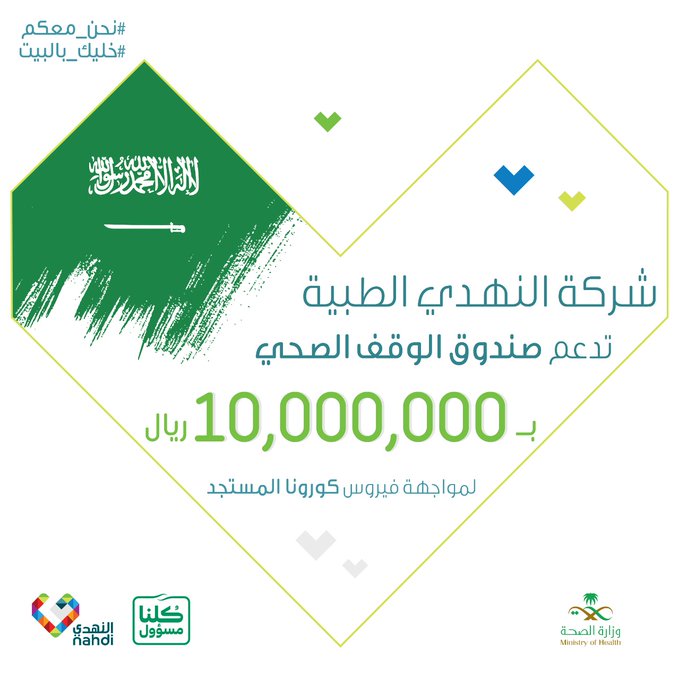 #نحن_معكم
#خليك_بالبيت
لا إله إلا الله محمد رسول الله
شركة النهدي الطبية
تدعم صندوق الوقف الصحي
بـ 10,000,000 ريال
لمواجهة فيروس كورونا المستجد
النهدي
nahdi
كُلنا
مسؤول
وزارة الصحة
Ministry of Health